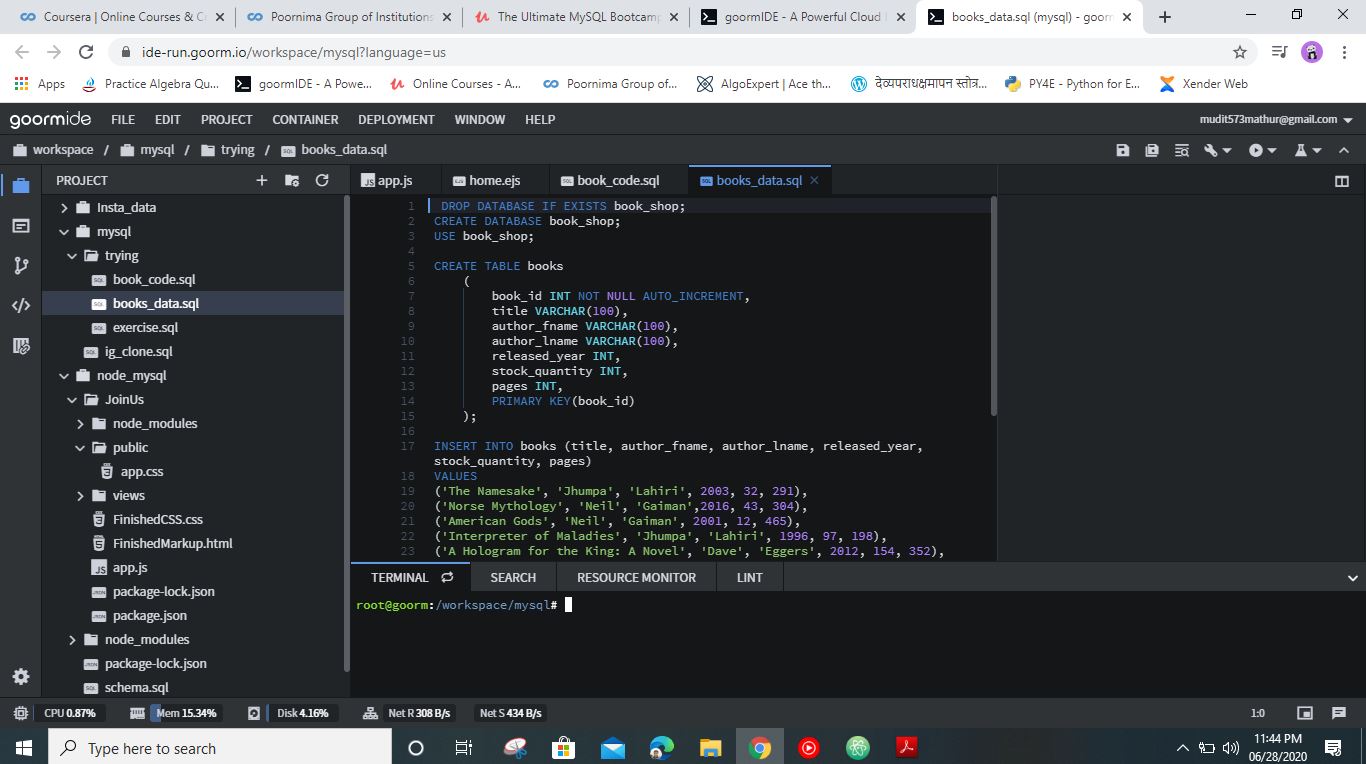 Coursera | Online Courses & C
Poornima Group of Institutions
The Ultimate MySQL Bootcamp
goormIDE - A Powerful Cloud I
books_data.sql (mysql) - goorm
ide-run.goorm.io/workspace/mysql?language=us
Apps Practice Algebra Qu... goormIDE - A Powe... Online Courses - A... Poornima Group of... AlgoExpert | Ace th... देव्यपराधक्षमापन स्तोत्र... PY4E - Python for E... Xender Web
goormide FILE EDIT PROJECT CONTAINER DEPLOYMENT WINDOW HELP mudit573mathur@gmail.com
workspace / mysql / trying / books_data.sql
PROJECT
Insta_data
mysql
trying
book_code.sql
books_data.sql
exercise.sql
ig_clone.sql
node_mysql
JoinUs
node_modules
public
app.css
views
FinishedCSS.css
FinishedMarkup.html
app.js
package-lock.json
package.json
node_modules
package-lock.json
schema.sql
app.js home.ejs book_code.sql books_data.sql
1 DROP DATABASE IF EXISTS book_shop;
2 CREATE DATABASE book_shop;
3 USE book_shop;
4
5 CREATE TABLE books
6 (
7 book_id INT NOT NULL AUTO_INCREMENT,
8 title VARCHAR(100),
9 author_fname VARCHAR(100),
10 author_lname VARCHAR(100),
11 released_year INT,
12 stock_quantity INT,
13 pages INT,
14 PRIMARY KEY(book_id)
15 );
16
17 INSERT INTO books (title, author_fname, author_lname, released_year,
stock_quantity, pages)
18 VALUES
19 ('The Namesake', 'Jhumpa', 'Lahiri', 2003, 32, 291),
20 ('Norse Mythology', 'Neil', 'Gaiman',2016, 43, 304),
21 ('American Gods', 'Neil', 'Gaiman', 2001, 12, 465),
22 ('Interpreter of Maladies', 'Jhumpa', 'Lahiri', 1996, 97, 198),
23 ('A Hologram for the King: A Novel', 'Dave', 'Eggers', 2012, 154, 352),
TERMINAL SEARCH RESOURCE MONITOR LINT
root@goorm:/workspace/mysql#
CPU 0.87% Mem 15.34% Disk 4.16% Net R 308 B/s Net S 434 B/s 1:0
Type here to search
11:44 PM
06/28/2020